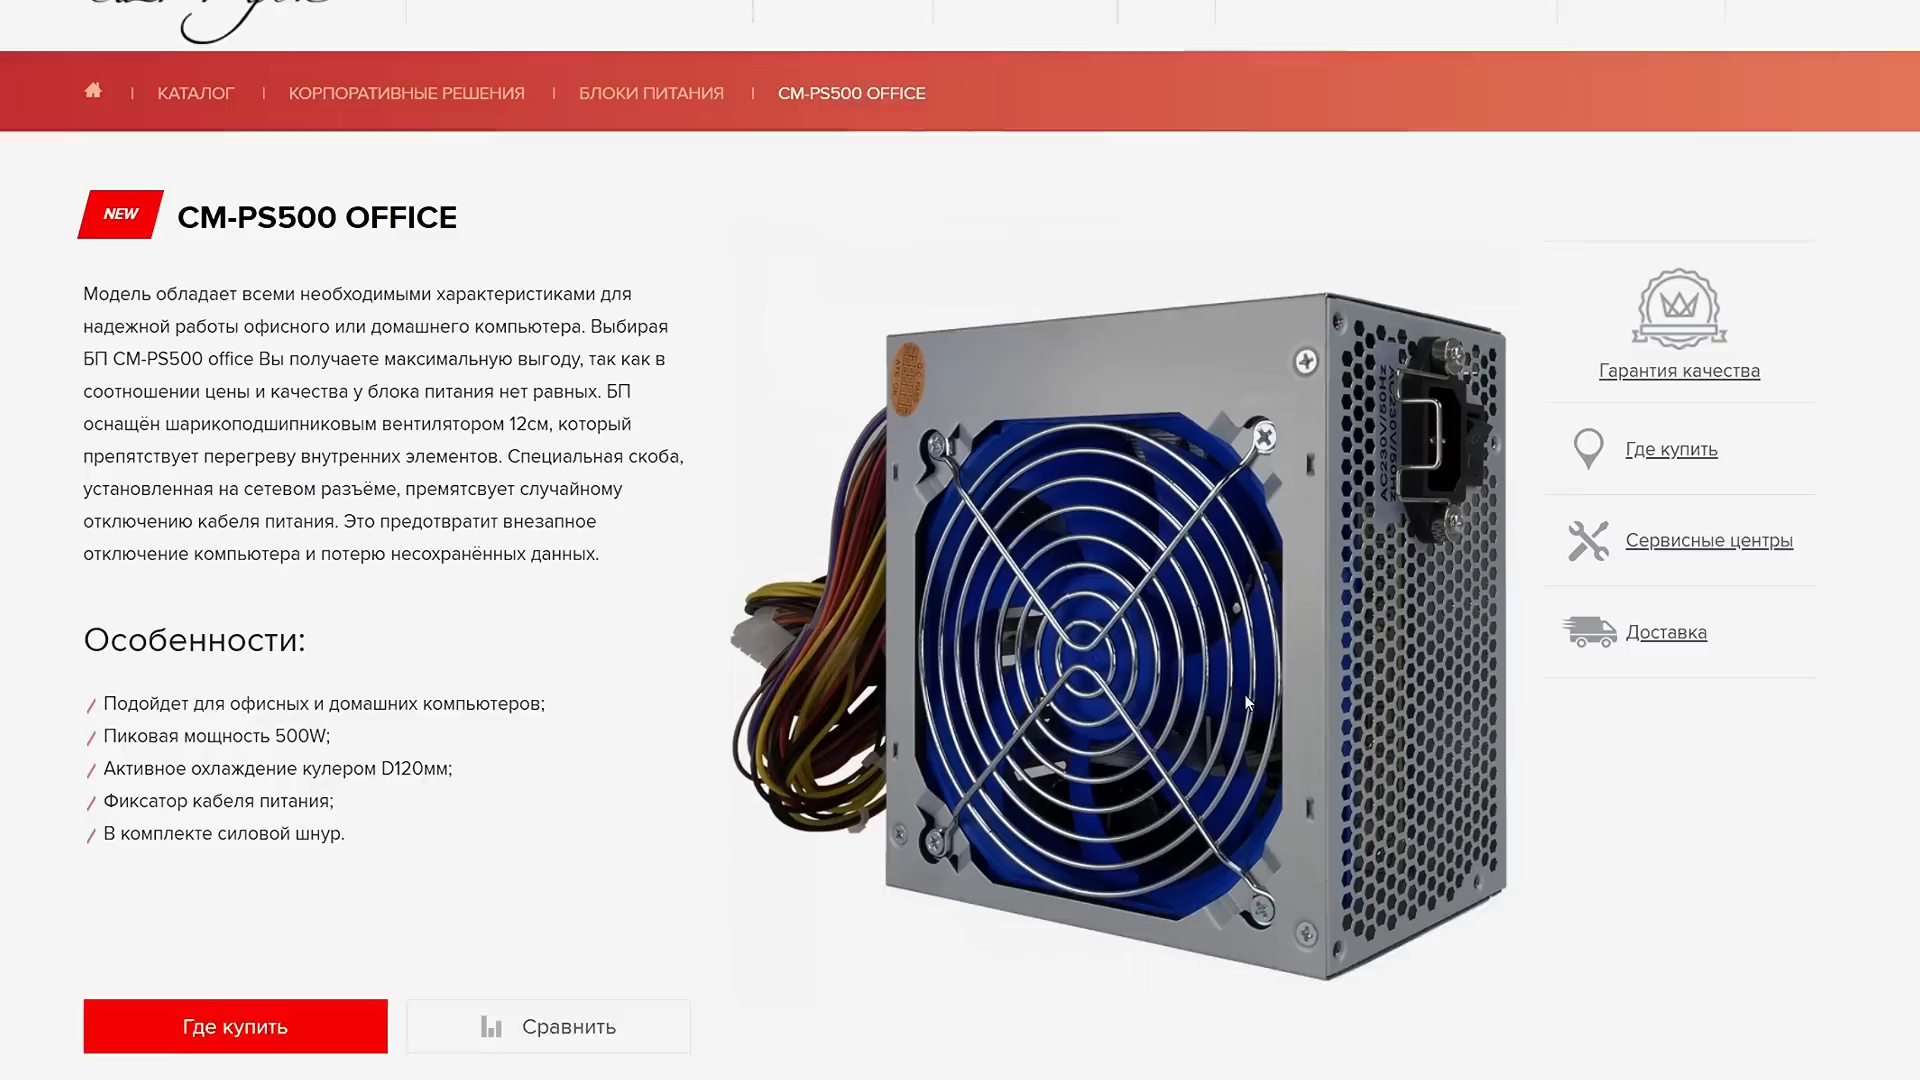 КАТАЛОГ
КОРПОРАТИВНЫЕ РЕШЕНИЯ
БЛОКИ ПИТАНИЯ
CM-PS500 OFFICE
NEW
CM-PS500 OFFICE
Модель обладает всеми необходимыми характеристиками для
надежной работы офисного или домашнего компьютера. Выбирая
БП CM-PS500 office Вы получаете максимальную выгоду, так как в
соотношении цены и качества у блока питания нет равных. БП
оснащён шарикоподшипниковым вентилятором 12см, который
препятствует перегреву внутренних элементов. Специальная скоба,
установленная на сетевом разъёме, премятсвует случайному
отключению кабеля питания. Это предотвратит внезапное
отключение компьютера и потерю несохранённых данных.
Особенности:
Подойдет для офисных и домашних компьютеров;
Пиковая мощность 500W;
Активное охлаждение кулером D120мм;
Фиксатор кабеля питания;
В комплекте силовой шнур.
Где купить
Сравнить
AC230V/50Hz
Гарантия качества
Где купить
Сервисные центры
Доставка